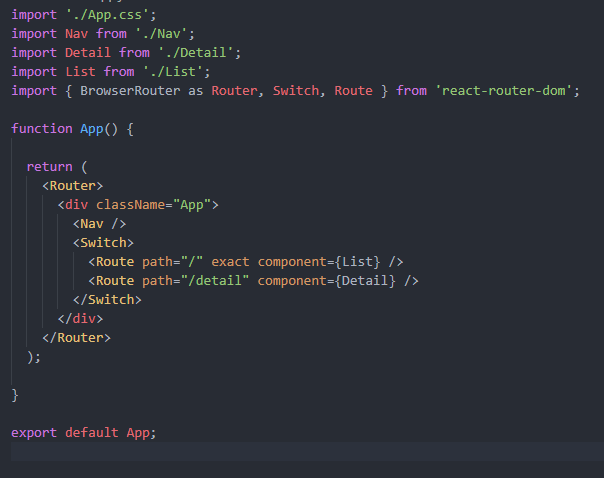 import './App.css';
import Nav from './Nav';
import Detail from './Detail';
import List from './List';
import { BrowserRouter as Router, Switch, Route } from 'react-router-dom';
function App() {
return (
<Router>
<div className="App">
<Nav />
<Switch>
<Route path="/" exact component={List} />
<Route path="/detail" component={Detail} />
</Switch>
</div>
</Router>
);
}
export default App;